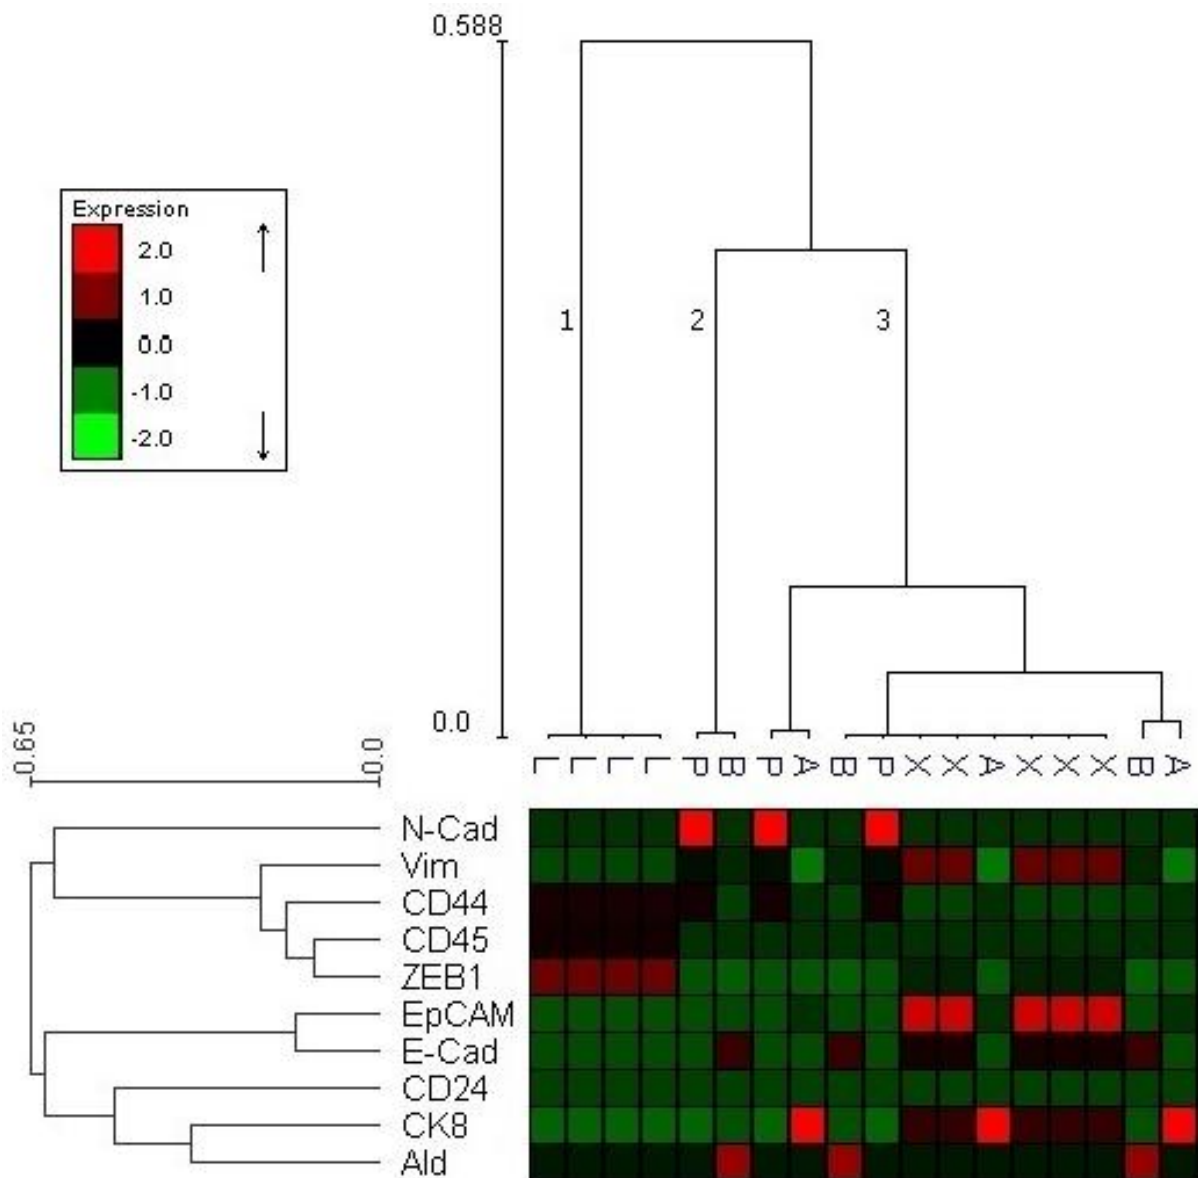 0.588
Expression
2.0
1.0
0.0
-1.0
-2.0
1 2 3
0.0
0.65 0.0
L L L L P B P A B P X X A X X X B A
N-Cad
Vim
CD44
CD45
ZEB1
EpCAM
E-Cad
CD24
CK8
Ald